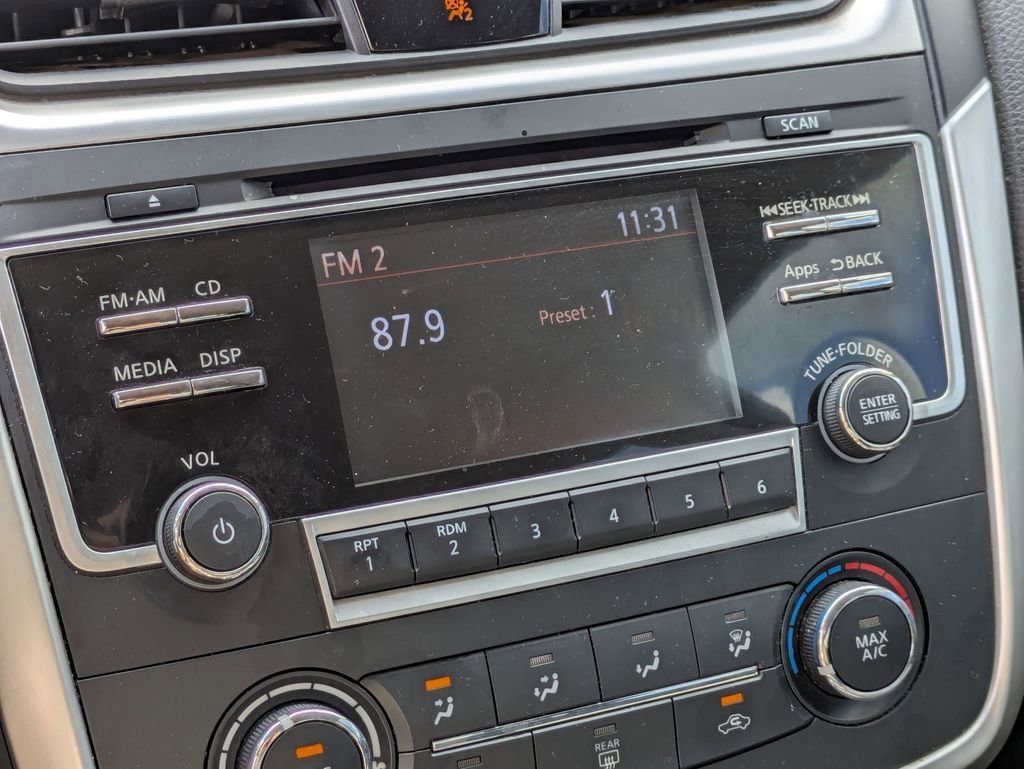 2
SCAN
FM 2
11:31
SEEK·TRACK
FM·AM
CD
87.9
Preset : 1
Apps
BACK
MEDIA
DISP
TUNE·FOLDER
ENTER
SETTING
VOL
RPT
1
RDM
2
3
4
5
6
MAX
A/C
REAR